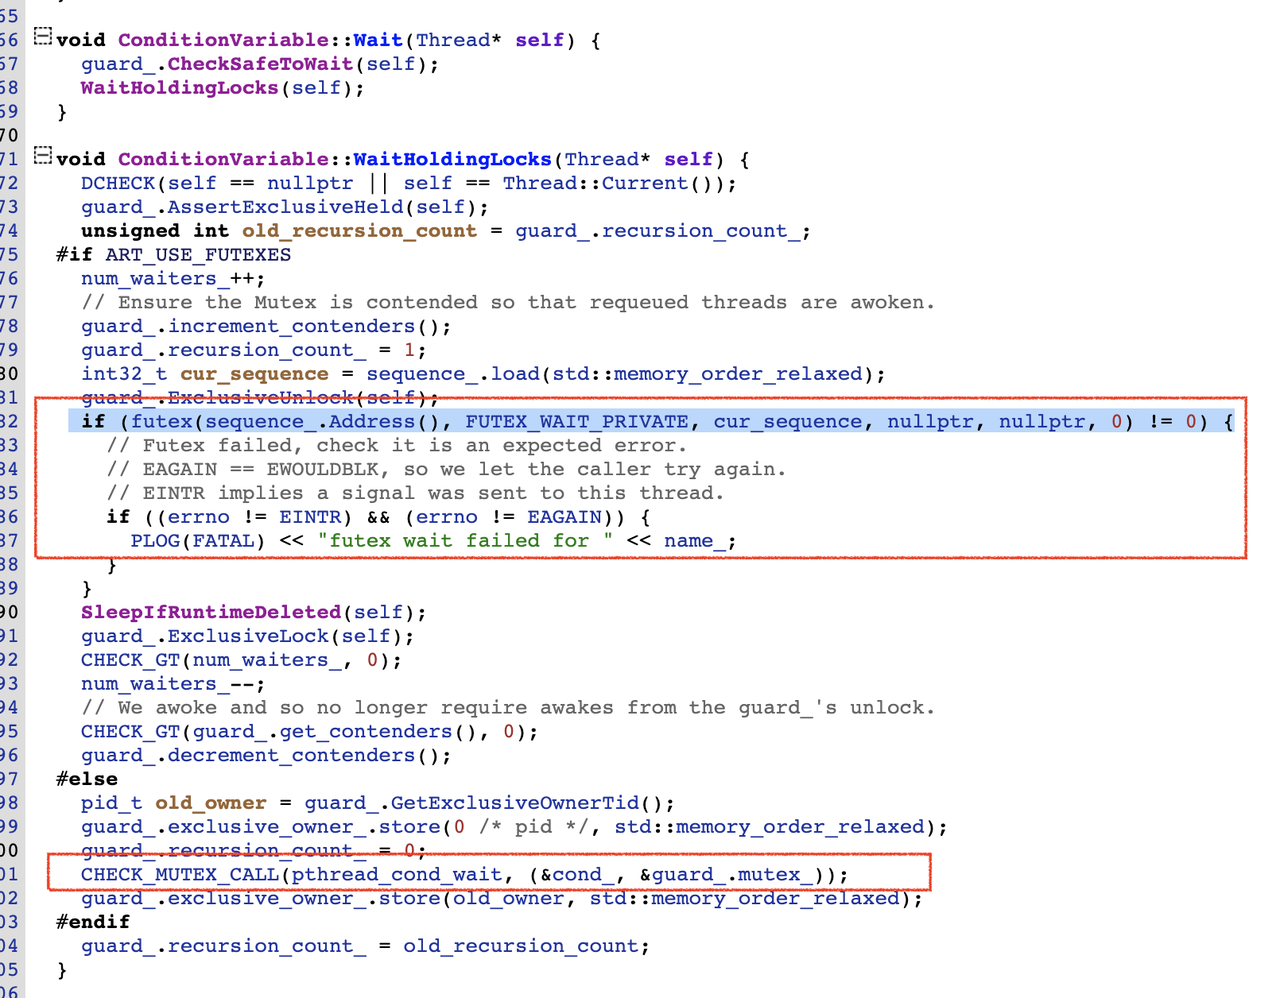 65
66 void ConditionVariable::Wait(Thread* self) {
67 guard_.CheckSafeToWait(self);
68 WaitHoldingLocks(self);
69 }
70
71 void ConditionVariable::WaitHoldingLocks(Thread* self) {
72 DCHECK(self == nullptr || self == Thread::Current());
73 guard_.AssertExclusiveHeld(self);
74 unsigned int old_recursion_count = guard_.recursion_count_;
75 #if ART_USE_FUTEXES
76 num_waiters_++;
77 // Ensure the Mutex is contended so that requeued threads are awoken.
78 guard_.increment_contenders();
79 guard_.recursion_count_ = 1;
80 int32_t cur_sequence = sequence_.load(std::memory_order_relaxed);
81 guard_.ExclusiveUnlock(self);
82 if (futex(sequence_.Address(), FUTEX_WAIT_PRIVATE, cur_sequence, nullptr, nullptr, 0) != 0) {
83 // Futex failed, check it is an expected error.
84 // EAGAIN == EWOULDBLK, so we let the caller try again.
85 // EINTR implies a signal was sent to this thread.
86 if ((errno != EINTR) && (errno != EAGAIN)) {
87 PLOG(FATAL) << "futex wait failed for " << name_;
88 }
89 }
90 SleepIfRuntimeDeleted(self);
91 guard_.ExclusiveLock(self);
92 CHECK_GT(num_waiters_, 0);
93 num_waiters_--;
94 // We awoke and so no longer require awakes from the guard_'s unlock.
95 CHECK_GT(guard_.get_contenders(), 0);
96 guard_.decrement_contenders();
97 #else
98 pid_t old_owner = guard_.GetExclusiveOwnerTid();
99 guard_.exclusive_owner_.store(0 /* pid */, std::memory_order_relaxed);
00 guard_.recursion_count_ = 0;
01 CHECK_MUTEX_CALL(pthread_cond_wait, (&cond_, &guard_.mutex_));
02 guard_.exclusive_owner_.store(old_owner, std::memory_order_relaxed);
03 #endif
04 guard_.recursion_count_ = old_recursion_count;
05 }
06